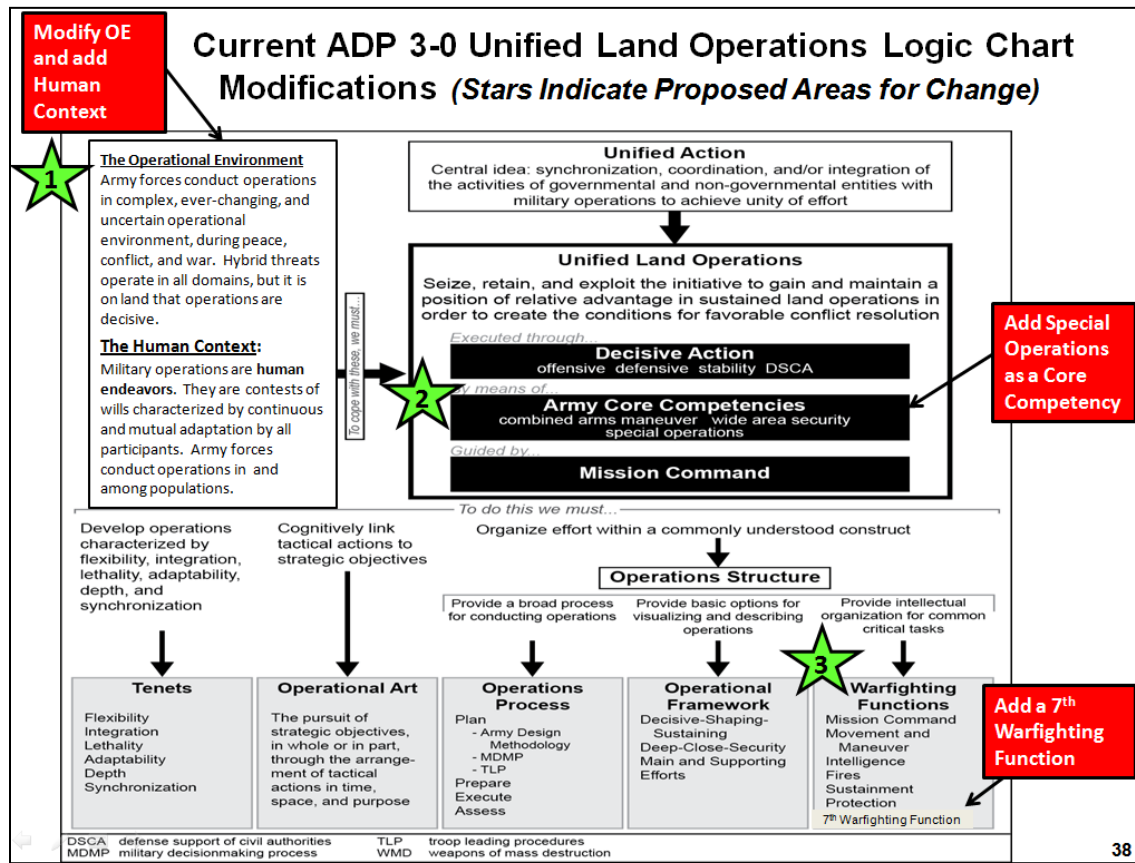 Modify OE
and add
Human
Context
Current ADP 3-0 Unified Land Operations Logic Chart
Modifications (Stars Indicate Proposed Areas for Change)
1
The Operational Environment
Army forces conduct operations
in complex, ever-changing, and
uncertain operational
environment, during peace,
conflict, and war. Hybrid threats
operate in all domains, but it is
on land that operations are
decisive.
The Human Context:
Military operations are human
endeavors. They are contests of
wills characterized by continuous
and mutual adaptation by all
participants. Army forces
conduct operations in and
among populations.
To cope with these, we must...
Unified Action
Central idea: synchronization, coordination, and/or integration of
the activities of governmental and non-governmental entities with
military operations to achieve unity of effort
Unified Land Operations
Seize, retain, and exploit the initiative to gain and maintain a
position of relative advantage in sustained land operations in
order to create the conditions for favorable conflict resolution
Executed through...
Decisive Action
offensive defensive stability DSCA
2
By means of...
Army Core Competencies
combined arms maneuver wide area security
special operations
Guided by...
Mission Command
Add Special
Operations
as a Core
Competency
To do this we must...
Develop operations
characterized by
flexibility, integration,
lethality, adaptability,
depth, and
synchronization
Cognitively link
tactical actions to
strategic objectives
Organize effort within a commonly understood construct
Operations Structure
Provide a broad process
for conducting operations
Provide basic options for
visualizing and describing
operations
Provide intellectual
organization for common
critical tasks
3
Tenets
Flexibility
Integration
Lethality
Adaptability
Depth
Synchronization
Operational Art
The pursuit of
strategic objectives,
in whole or in part,
through the arrange-
ment of tactical
actions in time,
space, and purpose
Operations
Process
Plan
- Army Design
Methodology
- MDMP
- TLP
Prepare
Execute
Assess
Operational
Framework
Decisive-Shaping-
Sustaining
Deep-Close-Security
Main and Supporting
Efforts
Warfighting
Functions
Mission Command
Movement and
Maneuver
Intelligence
Fires
Sustainment
Protection
7th Warfighting Function
Add a 7th
Warfighting
Function
DSCA defense support of civil authorities TLP troop leading procedures
MDMP military decisionmaking process WMD weapons of mass destruction
38